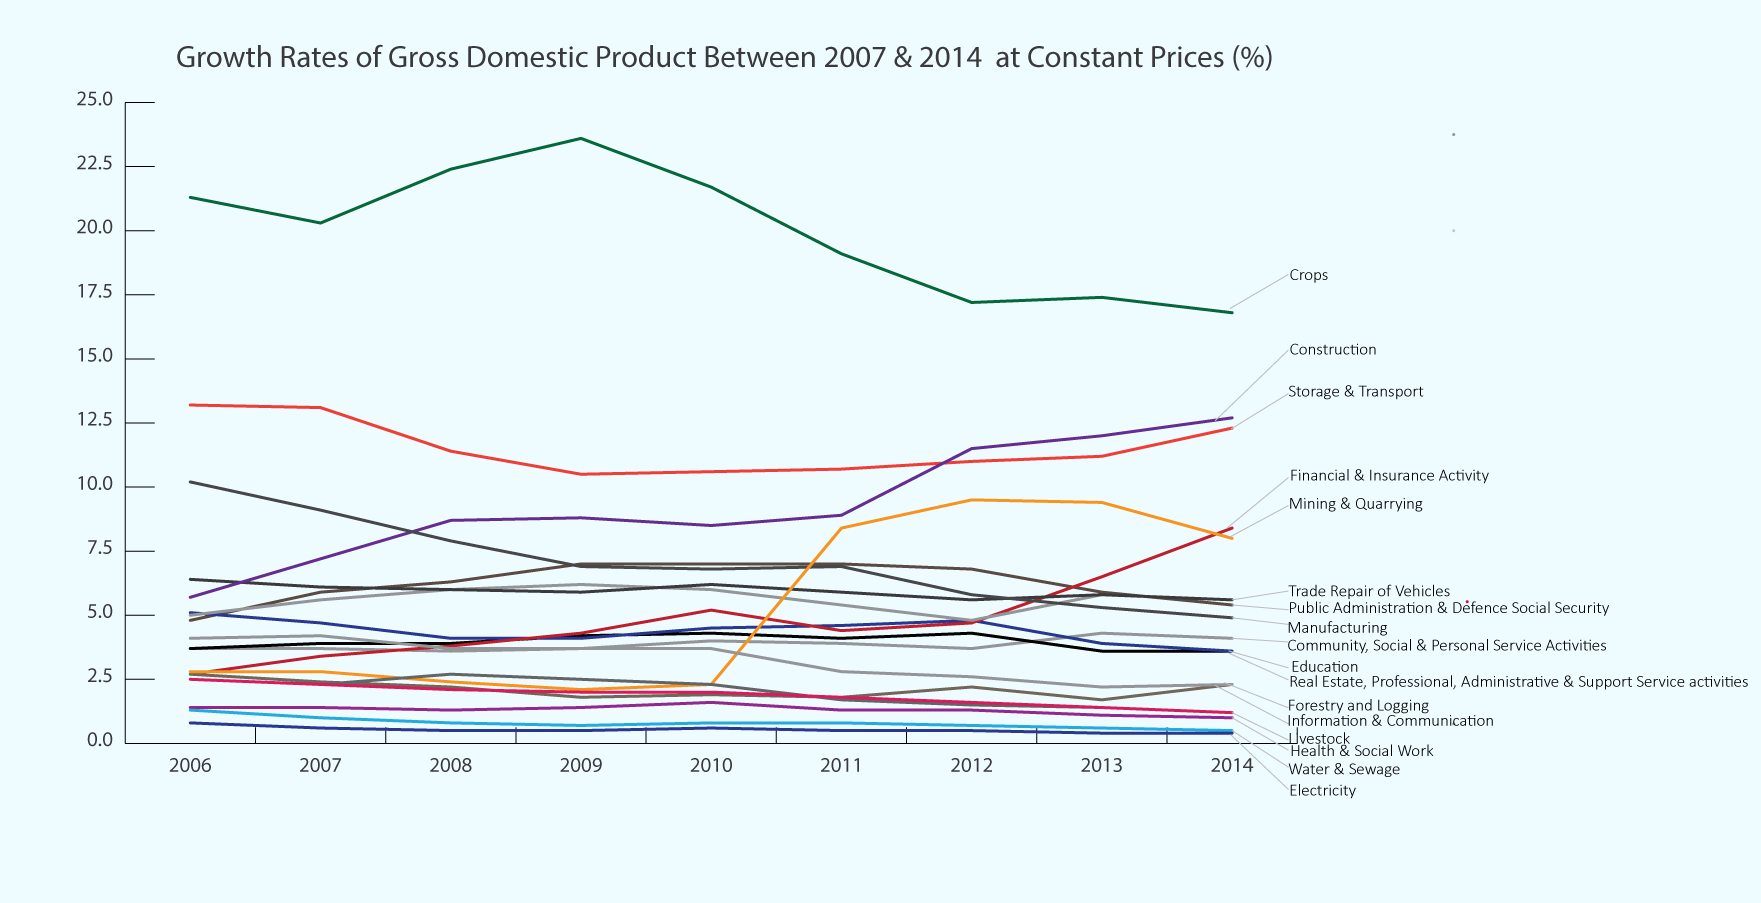 Growth Rates of Gross Domestic Product Between 2007 & 2014 at Constant Prices (%)
25.0
22.5
20.0
17.5
15.0
12.5
10.0
7.5
5.0
2.5
0.0
2006 2007 2008 2009 2010 2011 2012 2013 2014
Crops
Construction
Storage & Transport
Financial & Insurance Activity
Mining & Quarrying
Trade Repair of Vehicles
Public Administration & Defence Social Security
Manufacturing
Community, Social & Personal Service Activities
Education
Real Estate, Professional, Administrative & Support Service activities
Forestry and Logging
Information & Communication
Livestock
Health & Social Work
Water & Sewage
Electricity